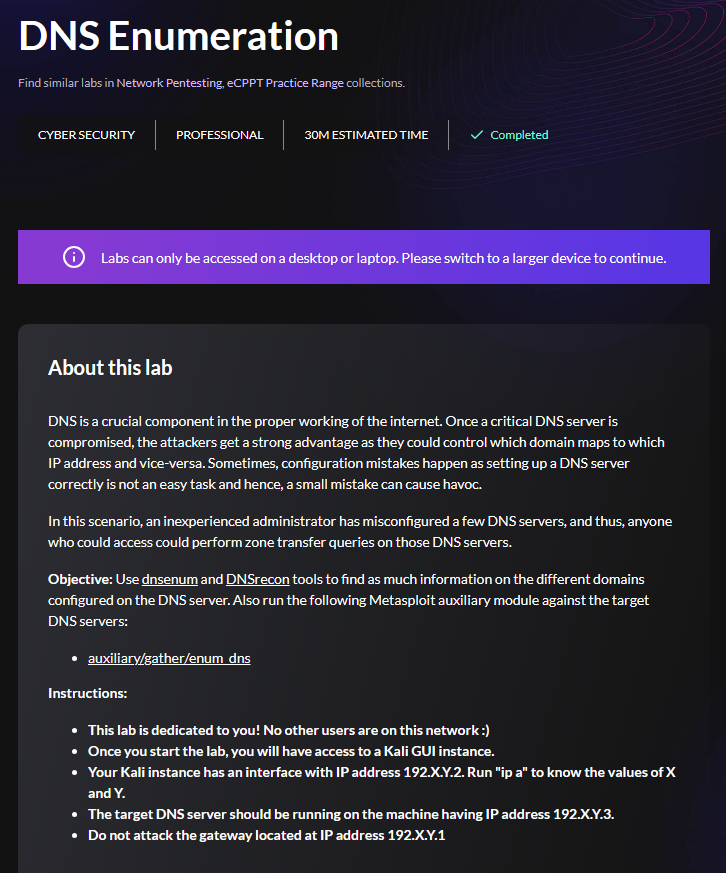 DNS Enumeration
Find similar labs in Network Pentesting, eCPPT Practice Range collections.
CYBER SECURITY
PROFESSIONAL
30M ESTIMATED TIME
Completed
Labs can only be accessed on a desktop or laptop. Please switch to a larger device to continue.
About this lab
DNS is a crucial component in the proper working of the internet. Once a critical DNS server is
compromised, the attackers get a strong advantage as they could control which domain maps to which
IP address and vice-versa. Sometimes, configuration mistakes happen as setting up a DNS server
correctly is not an easy task and hence, a small mistake can cause havoc.
In this scenario, an inexperienced administrator has misconfigured a few DNS servers, and thus, anyone
who could access could perform zone transfer queries on those DNS servers.
Objective: Use dnsenum and DNSrecon tools to find as much information on the different domains
configured on the DNS server. Also run the following Metasploit auxiliary module against the target
DNS servers:
• auxiliary/gather/enum_dns
Instructions:
• This lab is dedicated to you! No other users are on this network :)
• Once you start the lab, you will have access to a Kali GUI instance.
• Your Kali instance has an interface with IP address 192.X.Y.2. Run "ip a" to know the values of X
and Y.
• The target DNS server should be running on the machine having IP address 192.X.Y.3.
• Do not attack the gateway located at IP address 192.X.Y.1